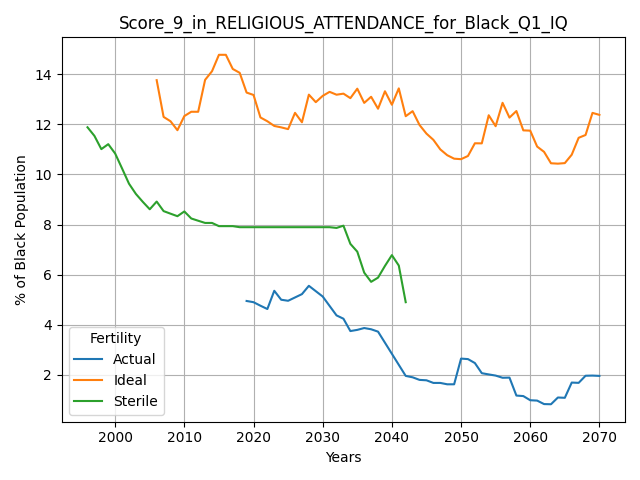 Score_9_in_RELIGIOUS_ATTENDANCE_for_Black_Q1_IQ
% of Black Population
14
12
10
8
6
4
2
Fertility
Actual
Ideal
Sterile
2000
2010
2020
2030
2040
2050
2060
2070
Years